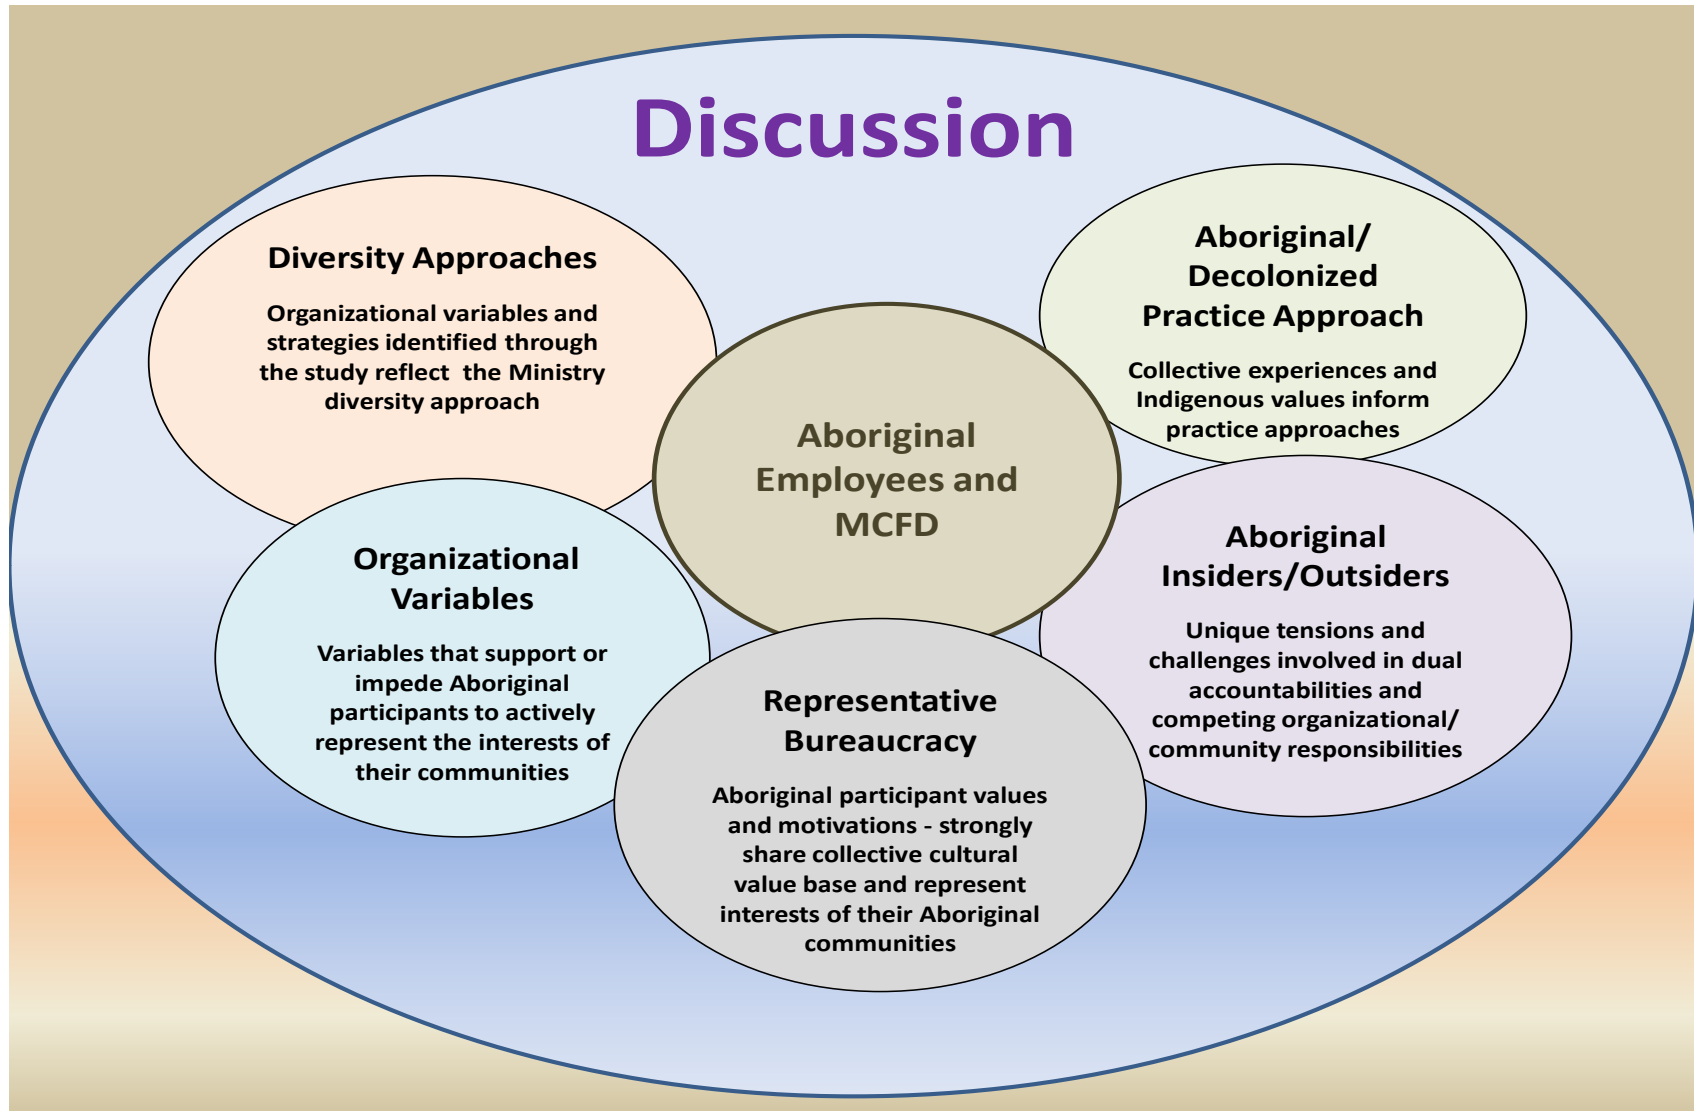 Discussion
Diversity Approaches
Organizational variables and
strategies identified through
the study reflect  the Ministry
diversity approach
Aboriginal/
Decolonized
Practice Approach
Collective experiences and
Indigenous values inform
practice approaches
Aboriginal
Employees and
MCFD
Organizational
Variables
Variables that support or
impede Aboriginal
participants to actively
represent the interests of
their communities
Aboriginal
Insiders/Outsiders
Unique tensions and
challenges involved in dual
accountabilities and
competing organizational/
community responsibilities
Representative
Bureaucracy
Aboriginal participant values
and motivations - strongly
share collective cultural
value base and represent
interests of their Aboriginal
communities